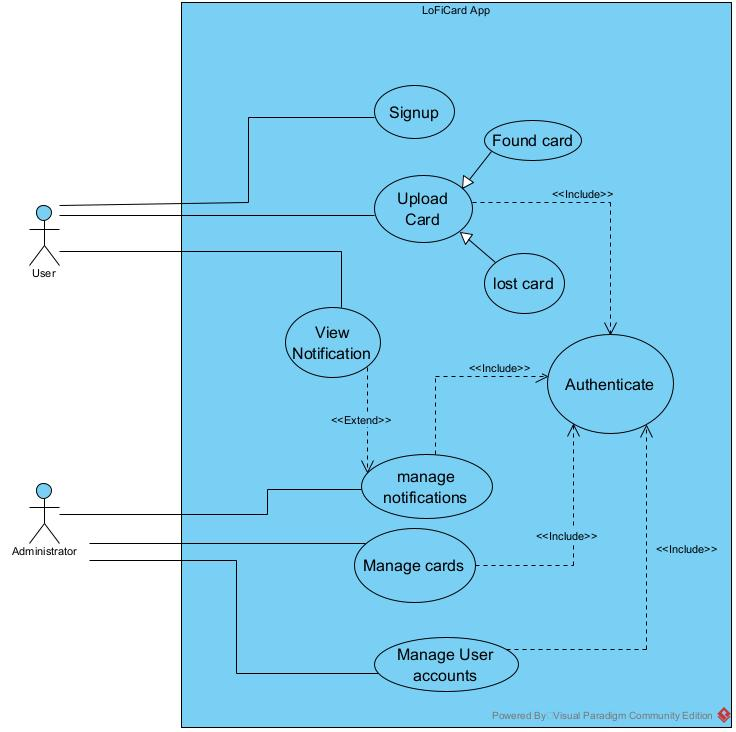 LoFiCard App
Signup
Found card
Upload
Card
<<Include>>
User
lost card
View
Notification
<<Include>>
Authenticate
<<Extend>>
manage
notifications
Administrator
<<Include>>
<<Include>>
Manage cards
Manage User
accounts
Powered By Visual Paradigm Community Edition